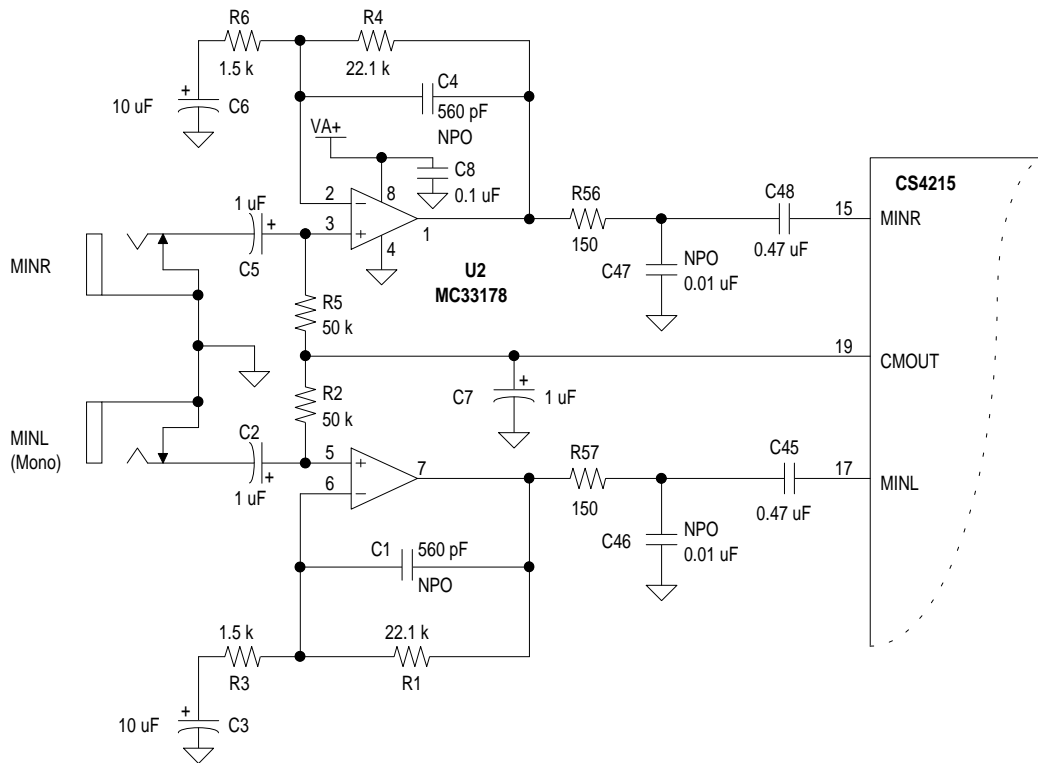 R6
R4
1.5 k
22.1 k
C4
10 uF
+
C6
560 pF
NPO
VA+
C8
0.1 uF
8
2
−
3
+
1
4
1 uF
+
C5
MINR
U2
MC33178
R56
150
C47
NPO
0.01 uF
C48
0.47 uF
15
CS4215
MINR
R5
50 k
19
CMOUT
R2
50 k
C7
+
1 uF
MINL
(Mono)
C2
+
1 uF
5
+
6
−
7
R57
150
C46
NPO
0.01 uF
C45
0.47 uF
17
MINL
C1
560 pF
NPO
1.5 k
22.1 k
R3
R1
10 uF
+
C3